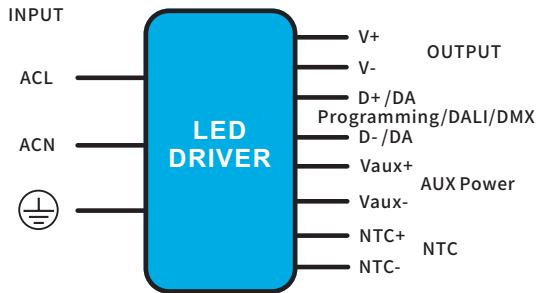 INPUT
ACL
ACN
LED
DRIVER
V+
OUTPUT
V-
D+/DA
Programming/DALI/DMX
D-/DA
Vaux+
AUX Power
Vaux-
NTC+
NTC
NTC-